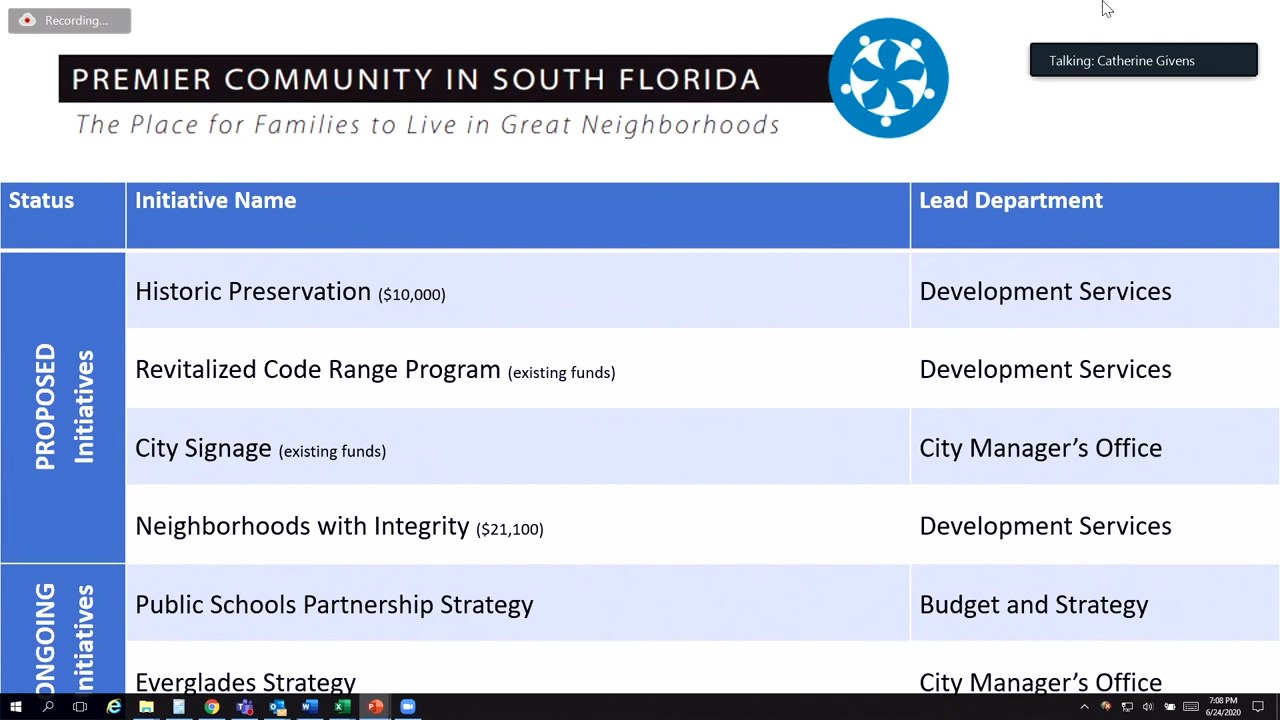 Recording...
Talking: Catherine Givens
PREMIER COMMUNITY IN SOUTH FLORIDA
The Place for Families to Live in Great Neighborhoods
Status Initiative Name Lead Department
PROPOSED
Initiatives
Historic Preservation ($10,000) Development Services
Revitalized Code Range Program (existing funds) Development Services
City Signage (existing funds) City Manager’s Office
Neighborhoods with Integrity ($21,100) Development Services
ONGOING
Initiatives
Public Schools Partnership Strategy Budget and Strategy
Everglades Strategy City Manager’s Office
7:08 PM
6/24/2020